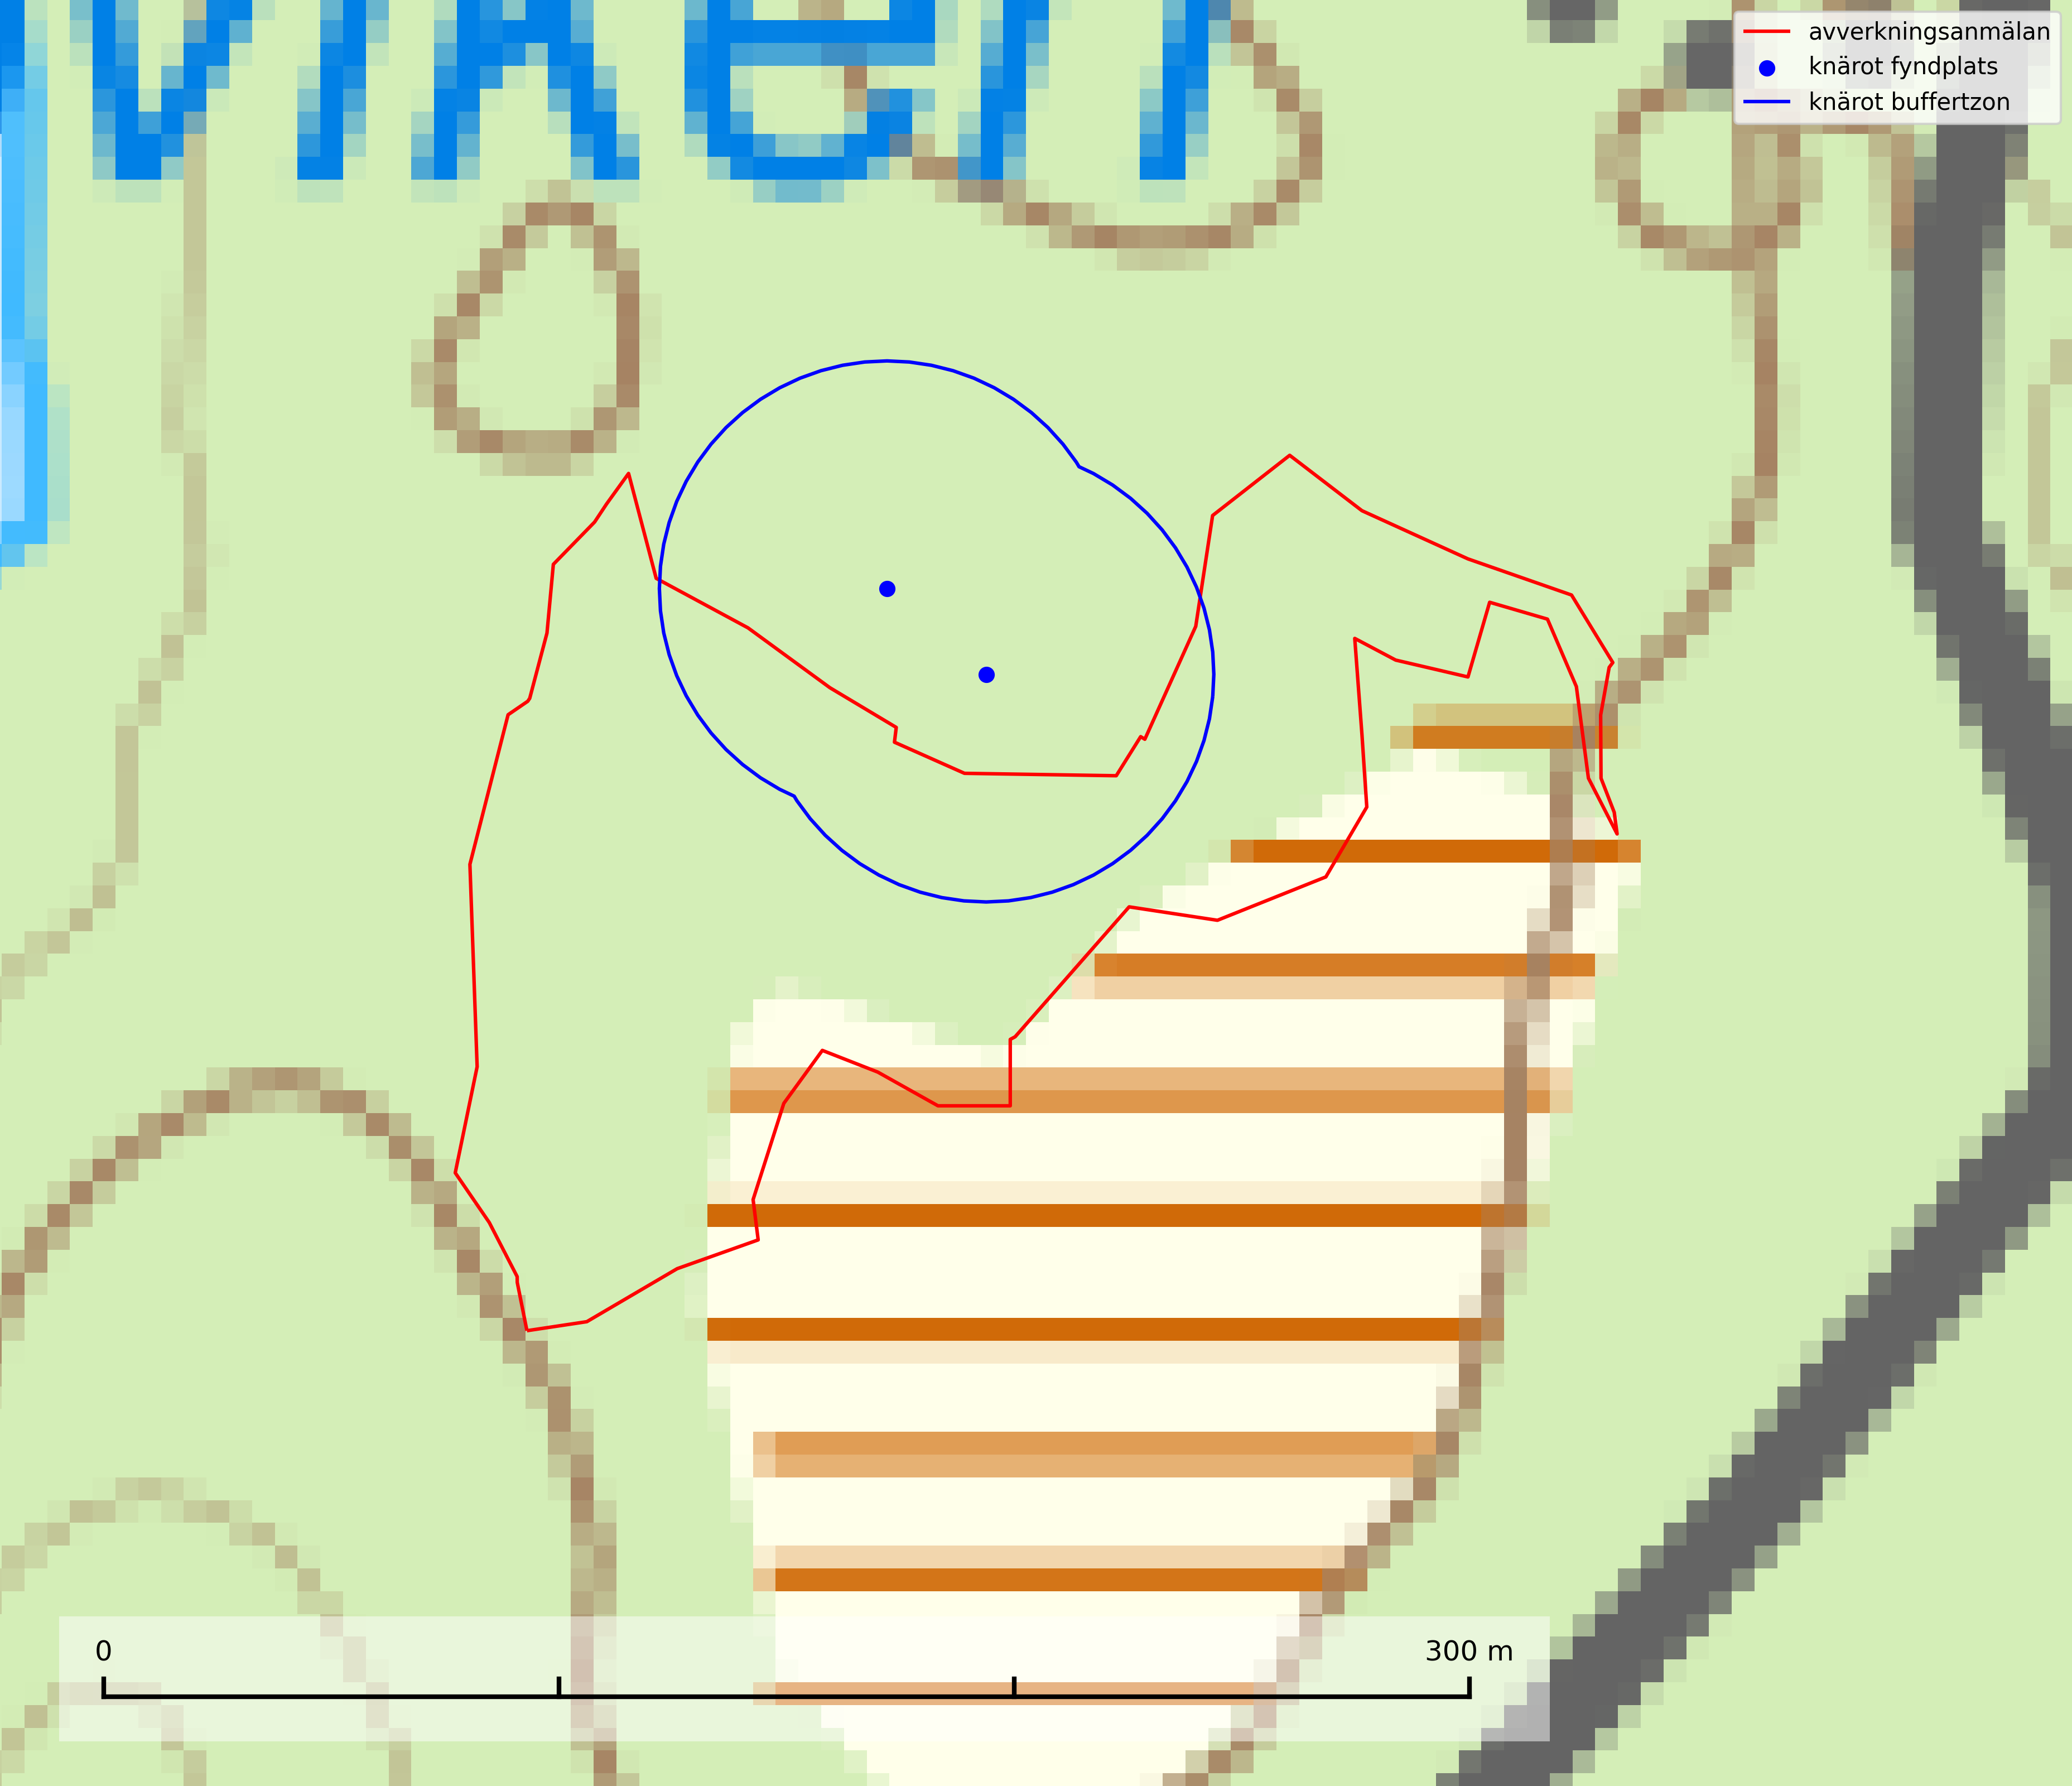 avverkningsanmälan
knärot fyndplats
knärot buffertzon
0
300 m